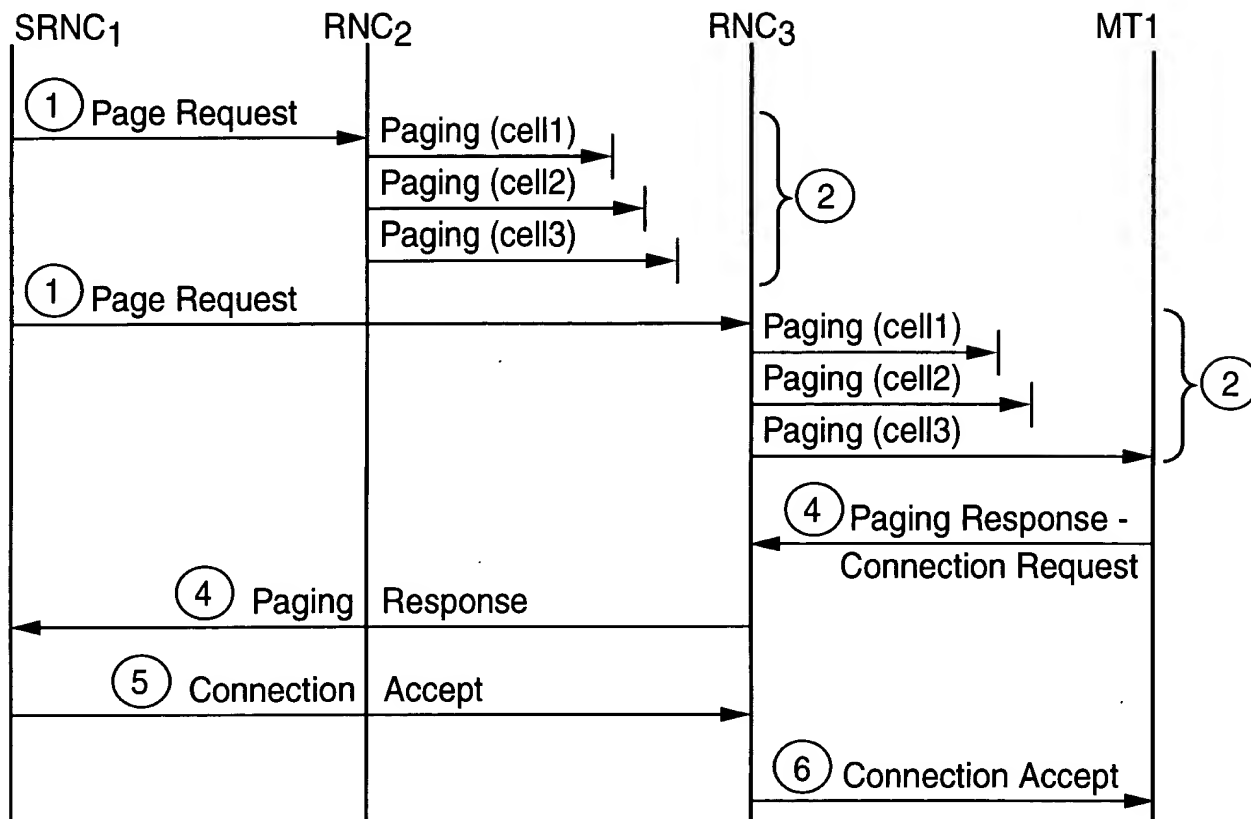 SRNC1 RNC2 RNC3 MT1
1 Page Request
Paging (cell1)
Paging (cell2)
Paging (cell3)
2
1 Page Request
Paging (cell1)
Paging (cell2)
Paging (cell3)
2
4 Paging Response -
Connection Request
4 Paging Response
5 Connection Accept
6 Connection Accept